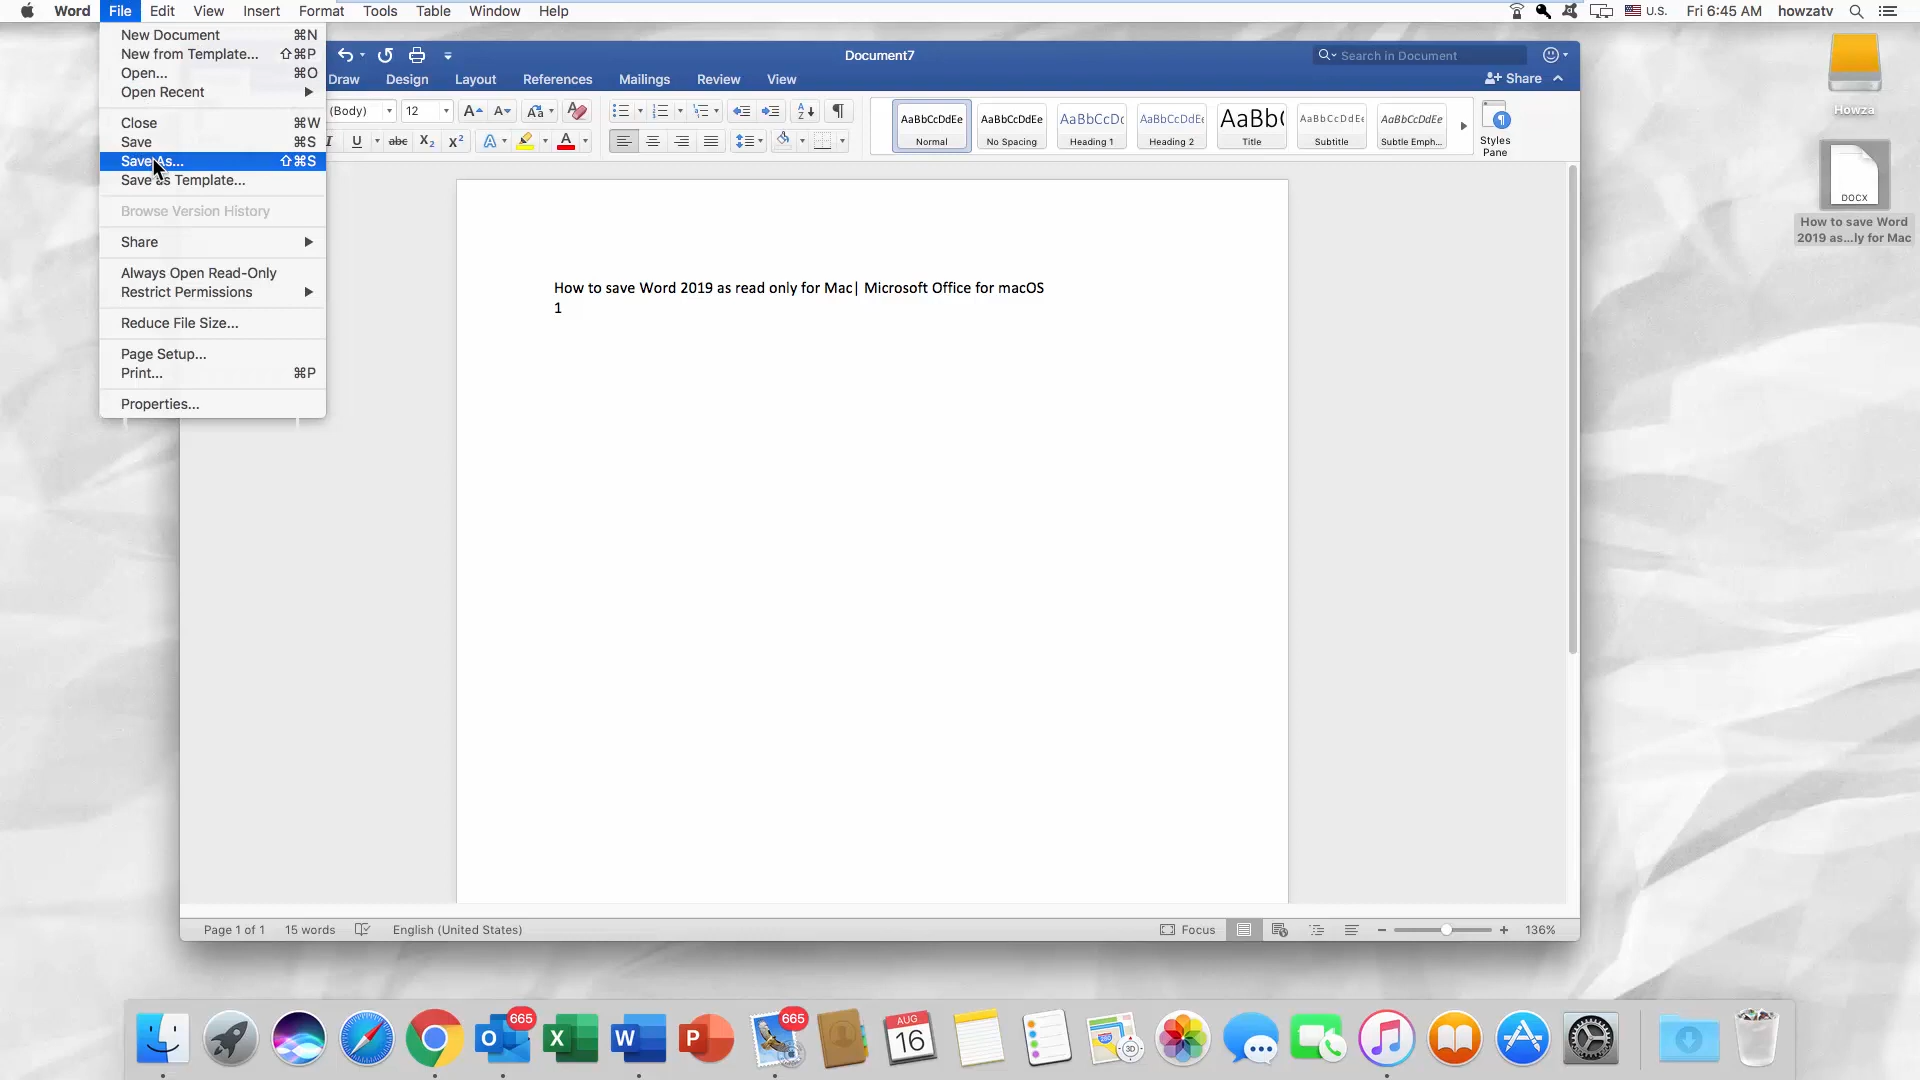 Word File Edit View Insert Format Tools Table Window Help U.S. Fri 6:45 AM howzatv
New Document ⌘N
New from Template... ⇧⌘P
Open... ⌘O
Open Recent
Close ⌘W
Save ⌘S
Save As... ⇧⌘S
Save as Template...
Browse Version History
Share
Always Open Read-Only
Restrict Permissions
Reduce File Size...
Page Setup...
Print... ⌘P
Properties...
Document7 Search in Document
Draw Design Layout References Mailings Review View Share
(Body) 12
AaBbCcDdEe AaBbCcDdEe AaBbCcDc AaBbCcDdEe AaBb( AaBbCcDdEe AaBbCcDdEe
Normal No Spacing Heading 1 Heading 2 Title Subtitle Subtle Emph... Styles
Pane
abc X₂ X² A A
How to save Word 2019 as read only for Mac| Microsoft Office for macOS
1
Howza
DOCX
How to save Word
2019 as...ly for Mac
Page 1 of 1 15 words English (United States) Focus 136%
665 665
O X W P AUG
16 3D